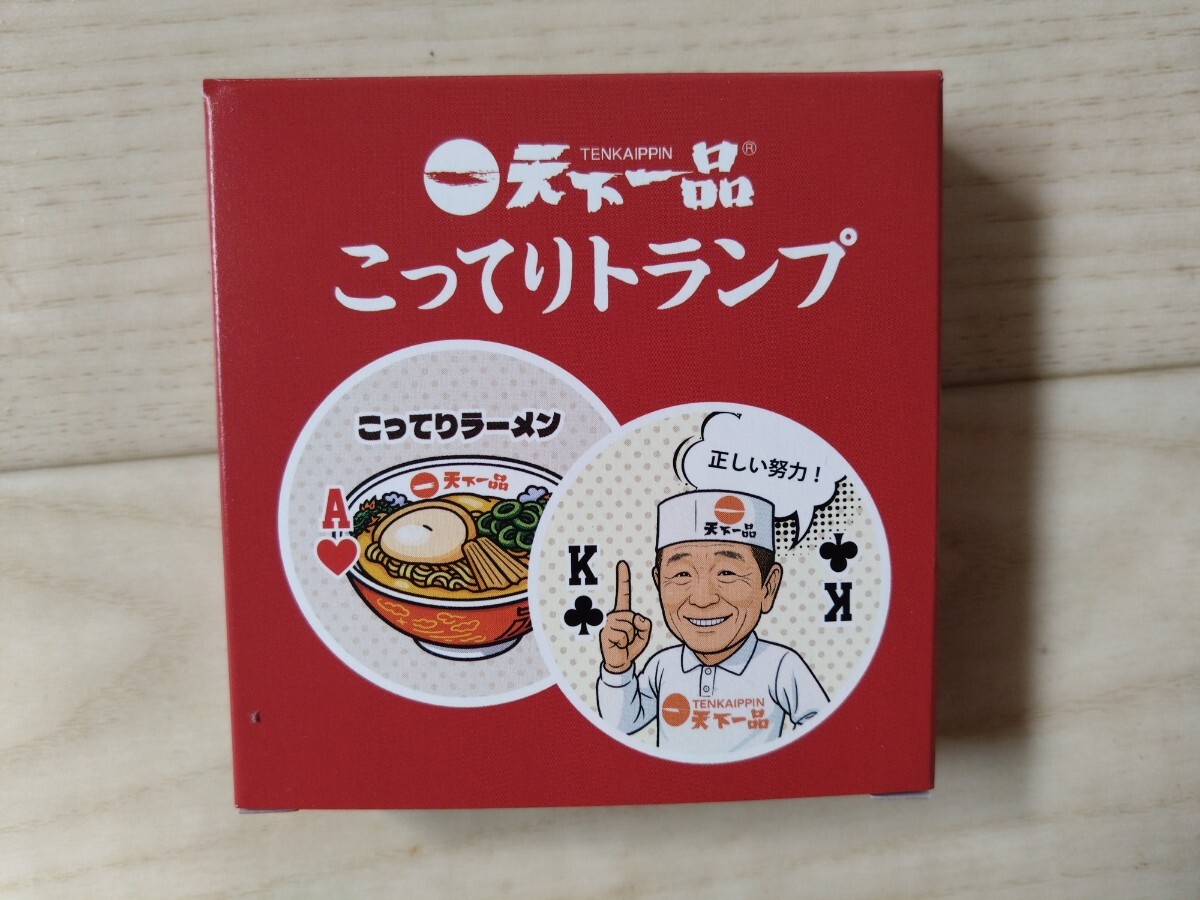 TENKAIPPIN
天下一品®
こってりトランプ
こってりラーメン
天下一品
A
正しい努力!
天下一品
K
K
TENKAIPPIN
天下一品